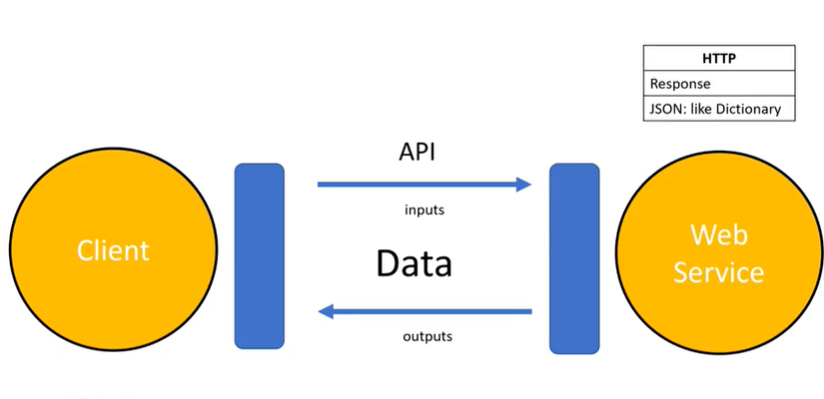 HTTP
Response
JSON: like Dictionary
API
inputs
Client
Data
Web
Service
outputs